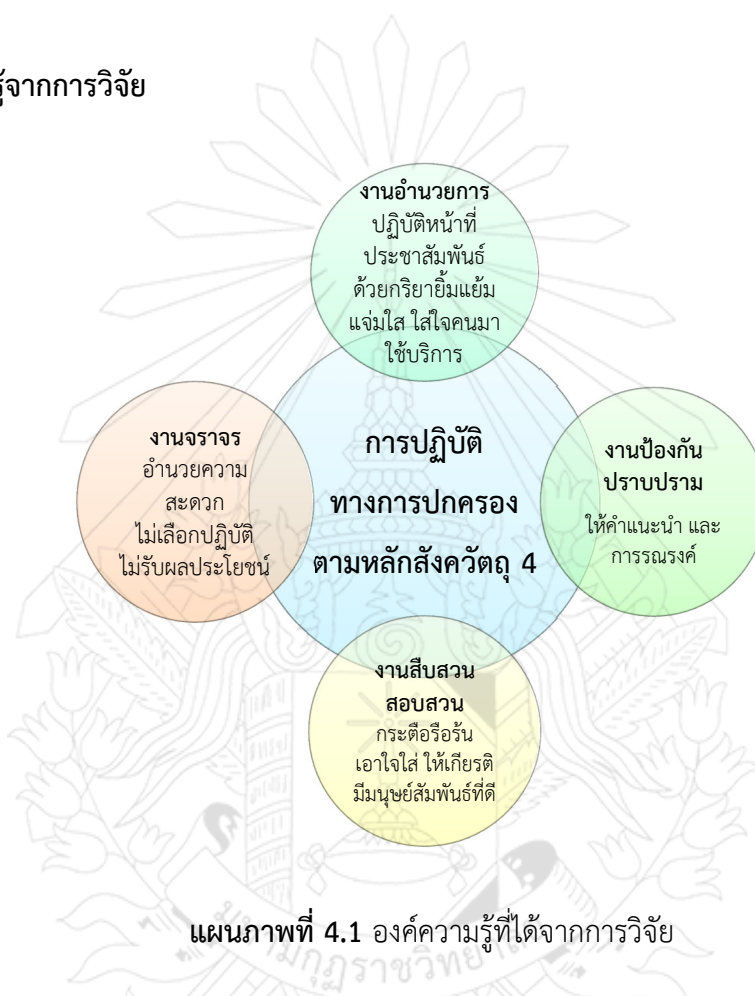 รู้จากการวิจัย
งานอำนวยการ
ปฏิบัติหน้าที่
ประชาสัมพันธ์
ด้วยกริยายิ้มแย้ม
แจ่มใส ใส่ใจคนมา
ใช้บริการ
งานจราจร
อำนวยความ
สะดวก
ไม่เลือกปฏิบัติ
ไม่รับผลประโยชน์
การปฏิบัติ
ทางการปกครอง
ตามหลักสังควัตถุ 4
งานป้องกัน
ปราบปราม
ให้คำแนะนำ และ
การรณรงค์
งานสืบสวน
สอบสวน
กระตือรือร้น
เอาใจใส่ ให้เกียรติ
มีมนุษย์สัมพันธ์ที่ดี
แผนภาพที่ 4.1 องค์ความรู้ที่ได้จากการวิจัย